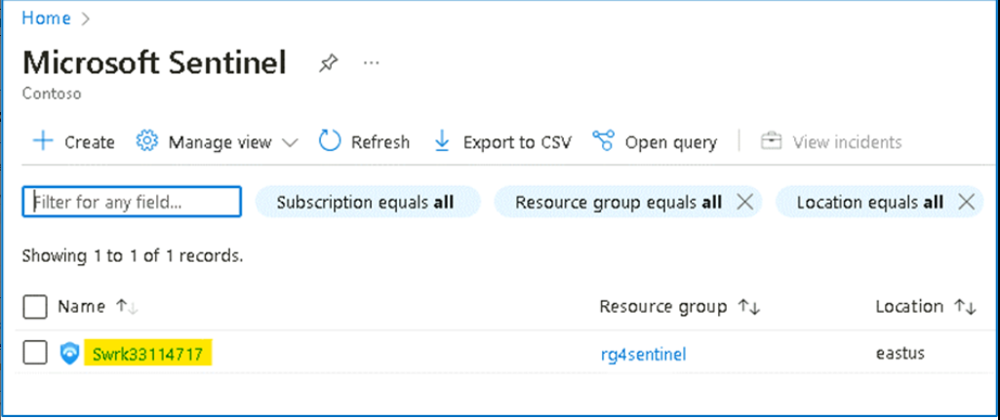 Home >
Microsoft Sentinel ...
Contoso
+ Create Manage view Refresh Export to CSV Open query | View incidents
Filter for any field... Subscription equals all Resource group equals all × Location equals all ×
Showing 1 to 1 of 1 records.
Name ↑↓ Resource group ↑↓ Location ↑↓
Swrk33114717 rg4sentinel eastus